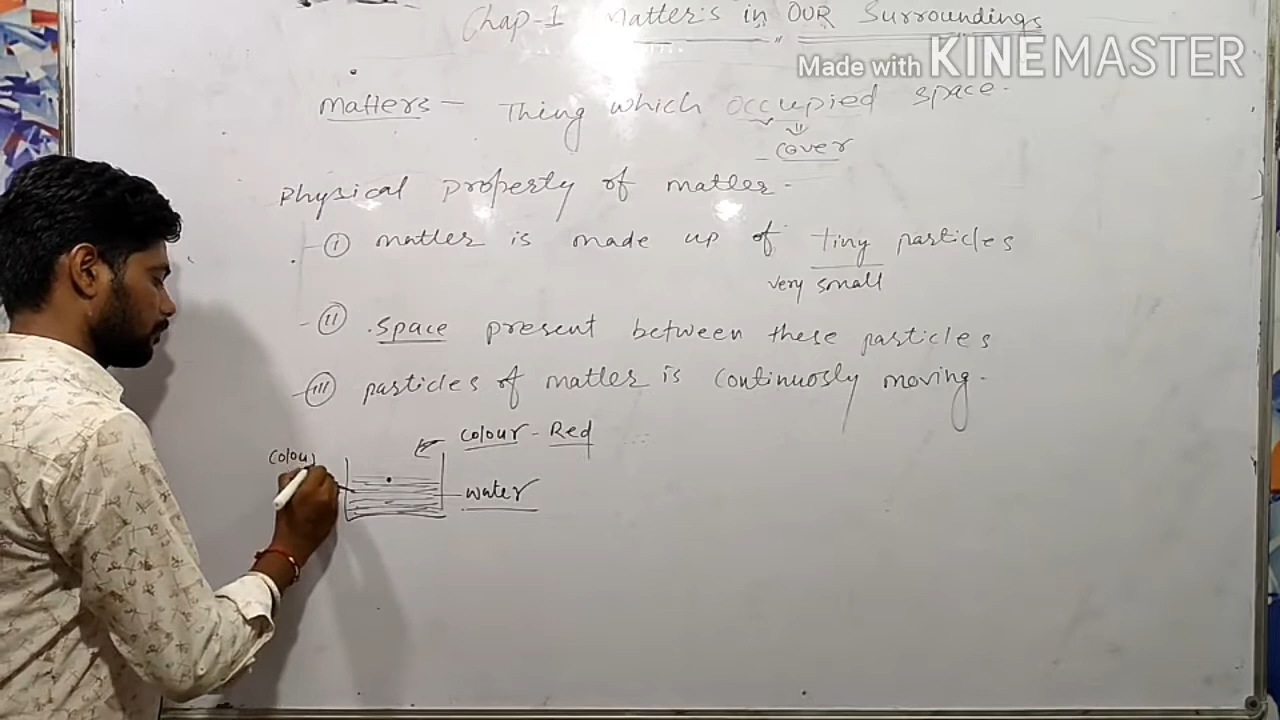 Chap-1 Matter's in OUR Surroundings
Made with KINEMASTER
Matters - Thing which occupied space.
cover
Physical property of matter.
(I) matter is made up of tiny particles
very small
(II) .space present between these particles
(III) particles of matter is continuosly moving.
colour - Red
colou
water